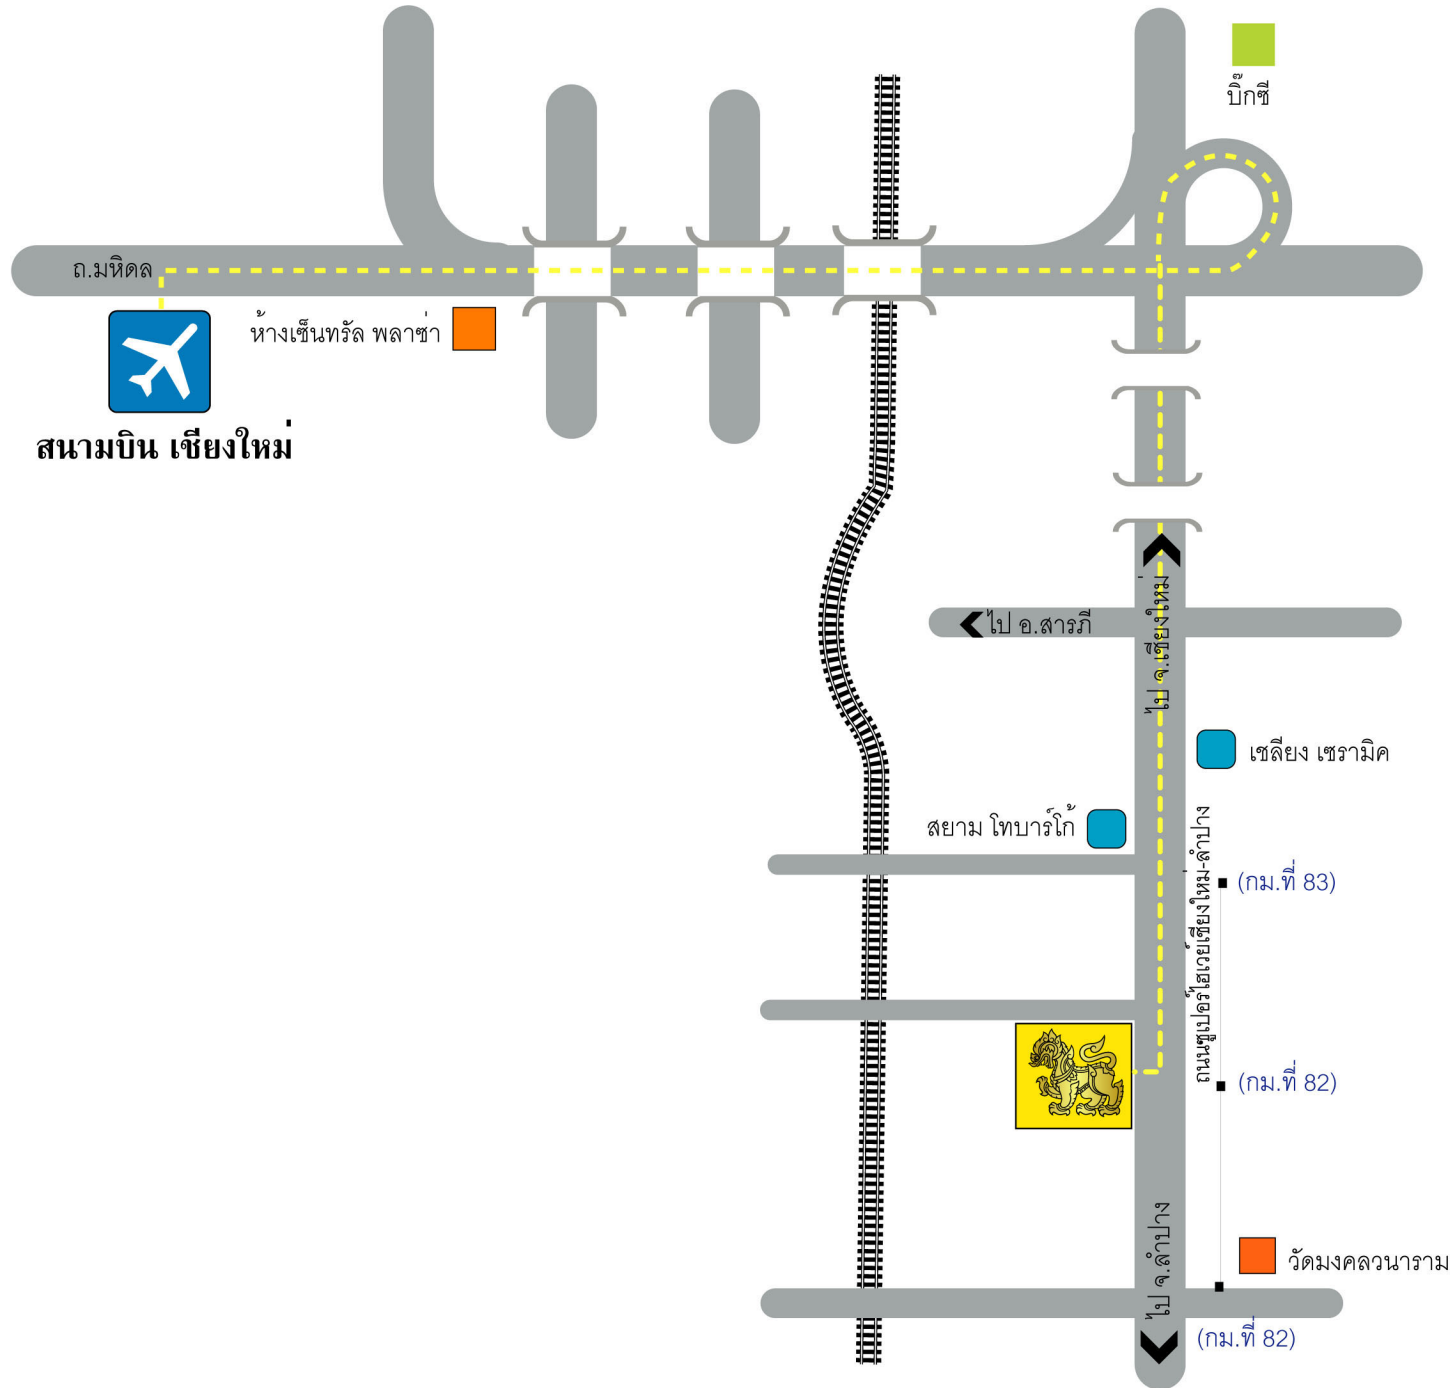 บิ๊กซี
ถ.มหิดล
ห้างเซ็นทรัล พลาซ่า
สนามบิน เชียงใหม่
ไป จ.เชียงใหม่
ไป อ.สารภี
เชลียง เซรามิค
สยาม โทบาร์โก้
ถนนซูเปอร์ไฮเวย์เชียงใหม่-ลำปาง
(กม.ที่ 83)
(กม.ที่ 82)
ไป จ.ลำปาง
วัดมงคลวนาราม
(กม.ที่ 82)